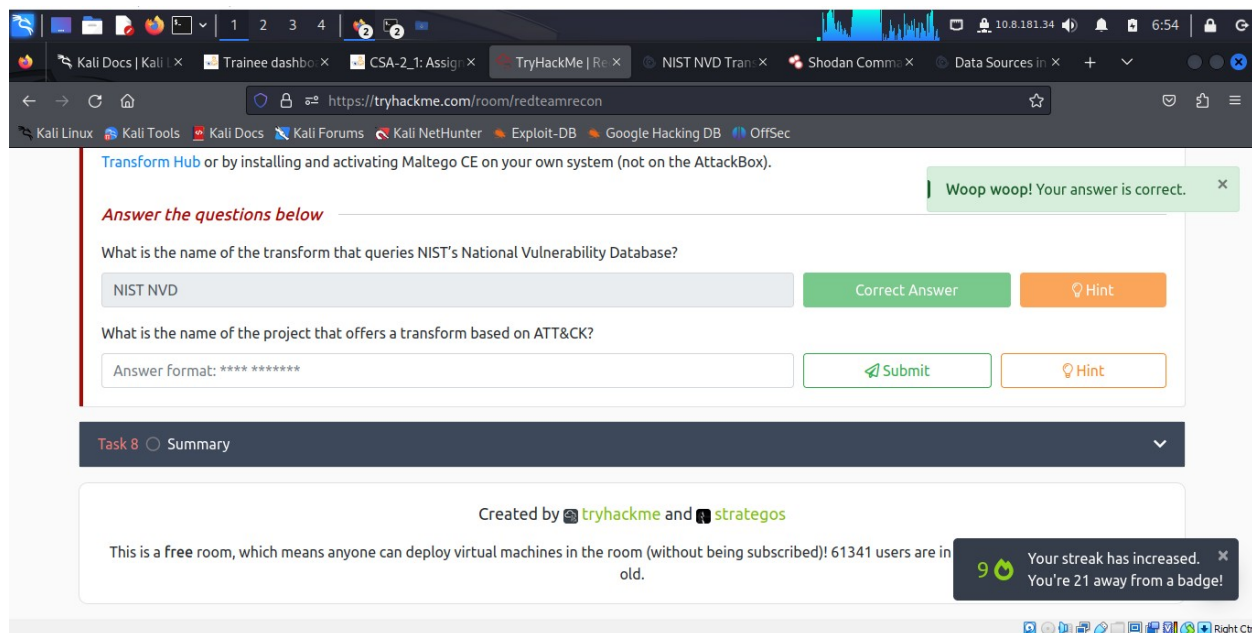 1 2 3 4 2 2 10.8.181.34 6:54
Kali Docs | Kali L × Trainee dashbo × CSA-2_1: Assign × TryHackMe | Re × NIST NVD Trans × Shodan Comma × Data Sources in × +
https://tryhackme.com/room/redteamrecon
Kali Linux Kali Tools Kali Docs Kali Forums Kali NetHunter Exploit-DB Google Hacking DB OffSec
Transform Hub or by installing and activating Maltego CE on your own system (not on the AttackBox).
Woop woop! Your answer is correct. ×
Answer the questions below
What is the name of the transform that queries NIST’s National Vulnerability Database?
NIST NVD Correct Answer Hint
What is the name of the project that offers a transform based on ATT&CK?
Answer format: **** ******* Submit Hint
Task 8 Summary
Created by tryhackme and strategos
This is a free room, which means anyone can deploy virtual machines in the room (without being subscribed)! 61341 users are in
old.
9 Your streak has increased. ×
You're 21 away from a badge!
Right Ct